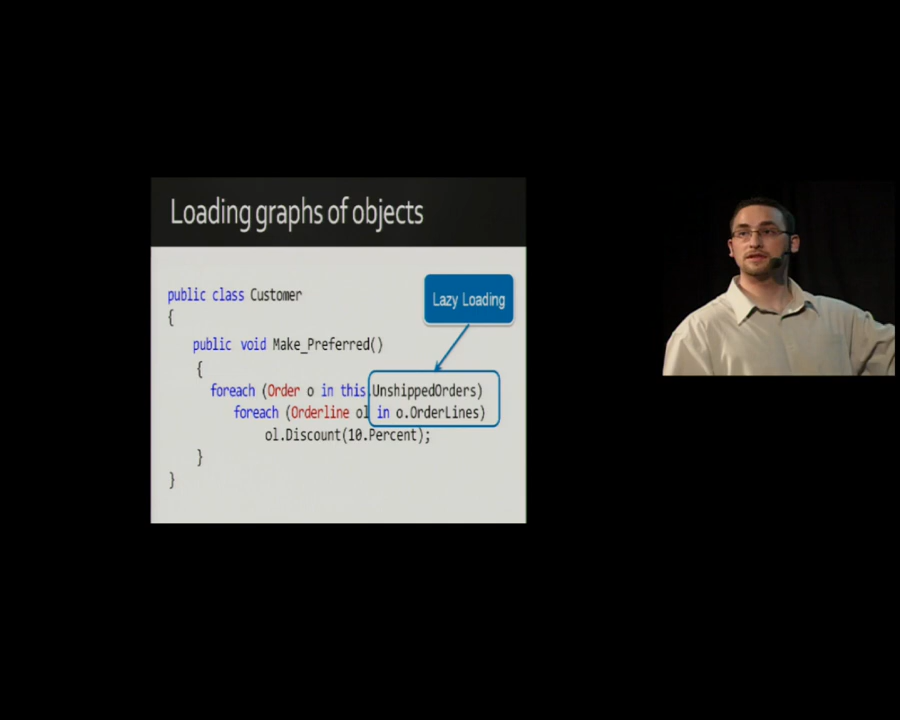 Loading graphs of objects
Lazy Loading
public class Customer
{
public void Make_Preferred()
{
foreach (Order o in this.UnshippedOrders)
foreach (Orderline ol in o.OrderLines)
ol.Discount(10.Percent);
}
}